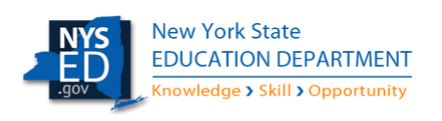 NYS
ED
.gov
New York State
EDUCATION DEPARTMENT
Knowledge › Skill › Opportunity